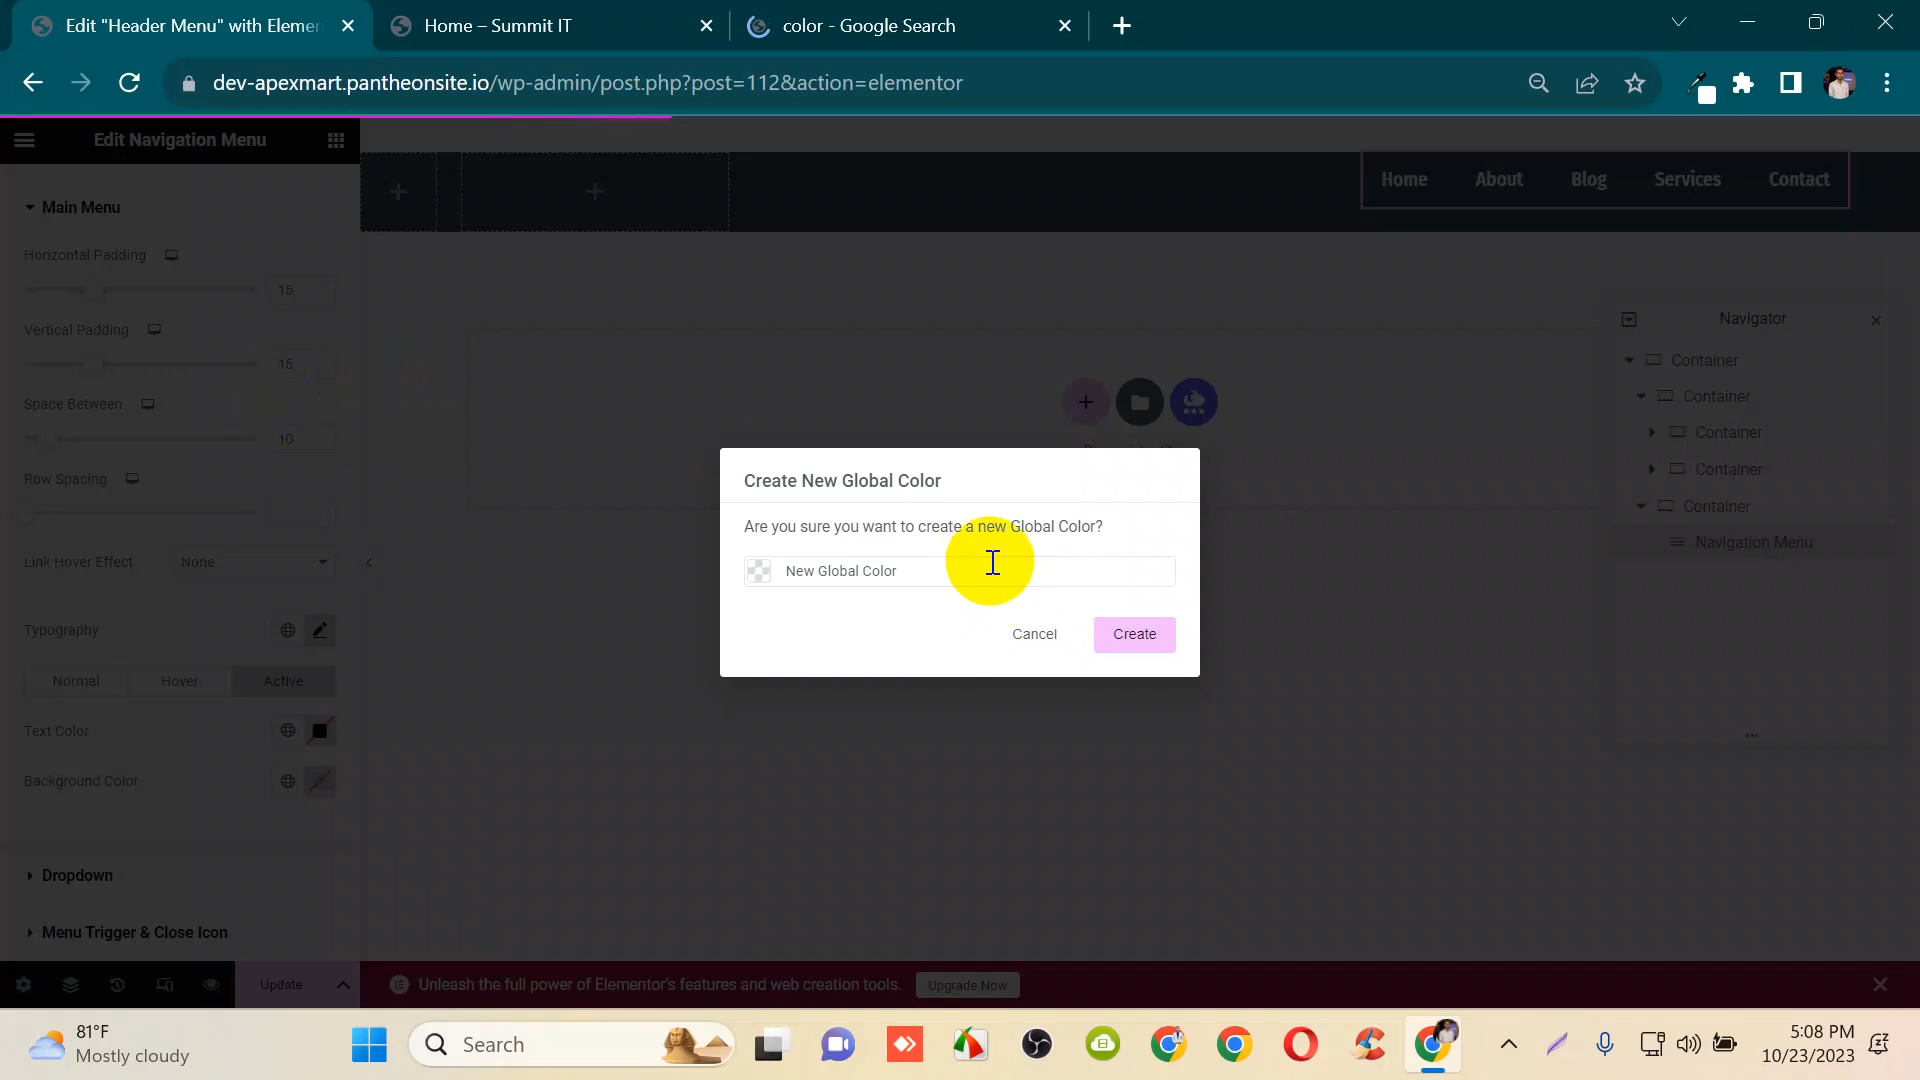 Edit "Header Menu" with Elemen
Home – Summit IT
color - Google Search
dev-apexmart.pantheonsite.io/wp-admin/post.php?post=112&action=elementor
Edit Navigation Menu
Home
About
Blog
Services
Contact
Main Menu
Horizontal Padding
15
Vertical Padding
15
Space Between
10
Row Spacing
Link Hover Effect
None
Typography
Normal
Hover
Active
Text Color
Background Color
Dropdown
Menu Trigger & Close Icon
Update
Navigator
Container
Container
Container
Container
Container
Navigation Menu
Create New Global Color
Are you sure you want to create a new Global Color?
New Global Color
Cancel
Create
Unleash the full power of Elementor's features and web creation tools.
Upgrade Now
81°F
Mostly cloudy
Search
5:08 PM
10/23/2023